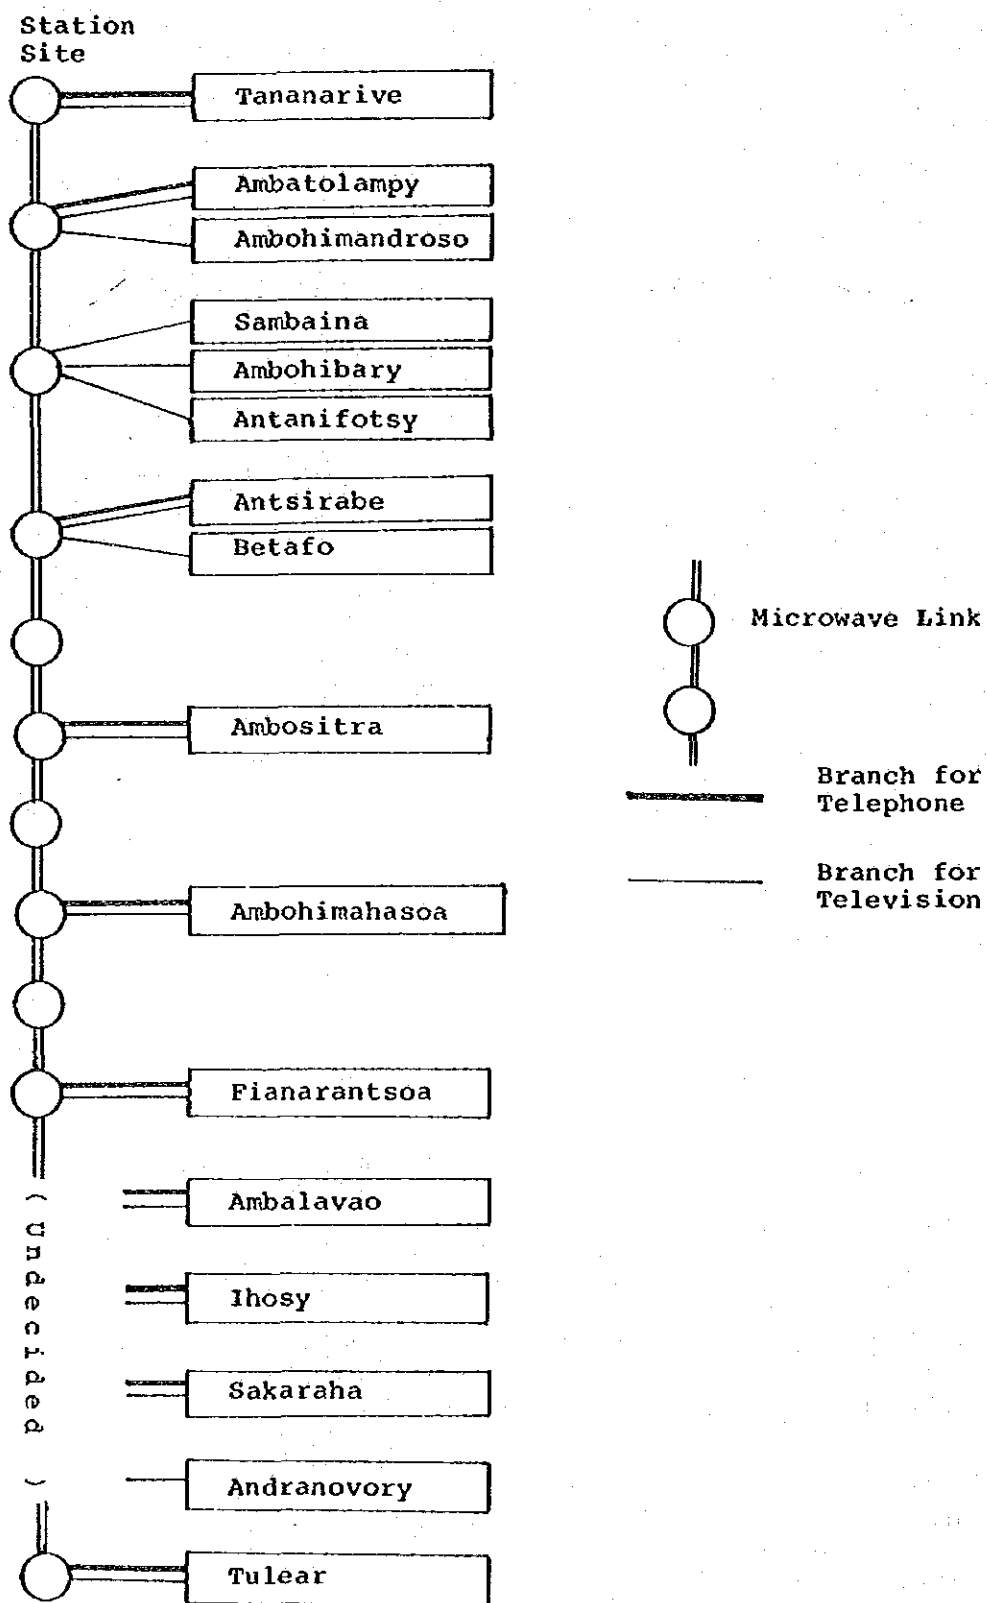 Station
Site
Tananarive
Ambatolampy
Ambohimandroso
Sambaina
Ambohibary
Antanifotsy
Antsirabe
Betafo
Microwave Link
Ambositra
Branch for
Telephone
Branch for
Television
Ambohimahasoa
Fianarantsoa
(Undecided)
Ambalavao
Ihosy
Sakaraha
Andranovory
Tulear